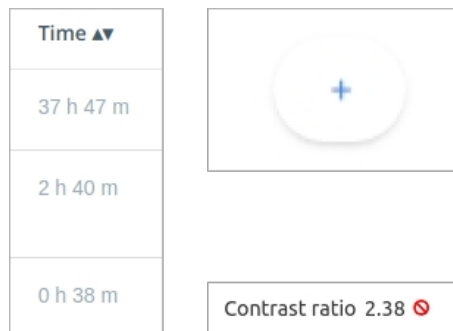 Time ▲▼
37 h 47 m
2 h 40 m
0 h 38 m
+
Contrast ratio 2.38